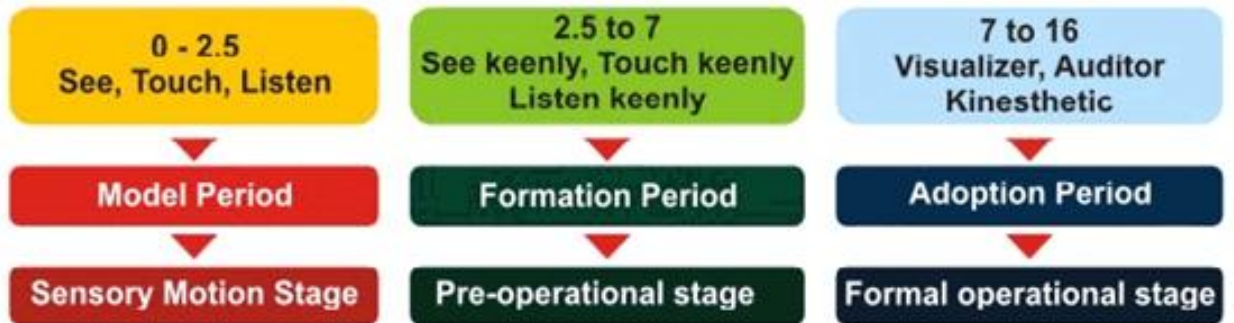 0 - 2.5
See, Touch, Listen
Model Period
Sensory Motion Stage
2.5 to 7
See keenly, Touch keenly
Listen keenly
Formation Period
Pre-operational stage
7 to 16
Visualizer, Auditor
Kinesthetic
Adoption Period
Formal operational stage